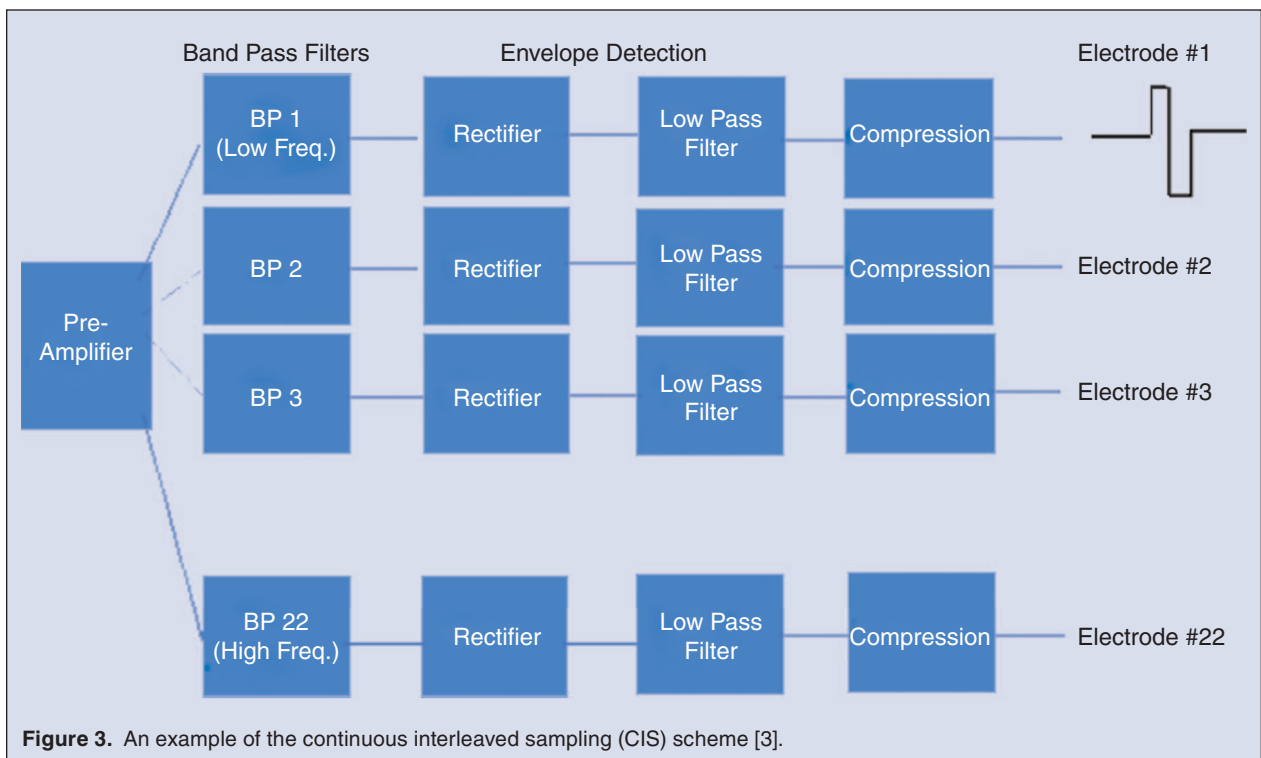 Band Pass Filters
Envelope Detection
Electrode #1
BP 1
(Low Freq.)
Rectifier
Low Pass
Filter
Compression
BP 2
Rectifier
Low Pass
Filter
Compression
Electrode #2
Pre-
Amplifier
BP 3
Rectifier
Low Pass
Filter
Compression
Electrode #3
BP 22
(High Freq.)
Rectifier
Low Pass
Filter
Compression
Electrode #22
Figure 3. An example of the continuous interleaved sampling (CIS) scheme [3].